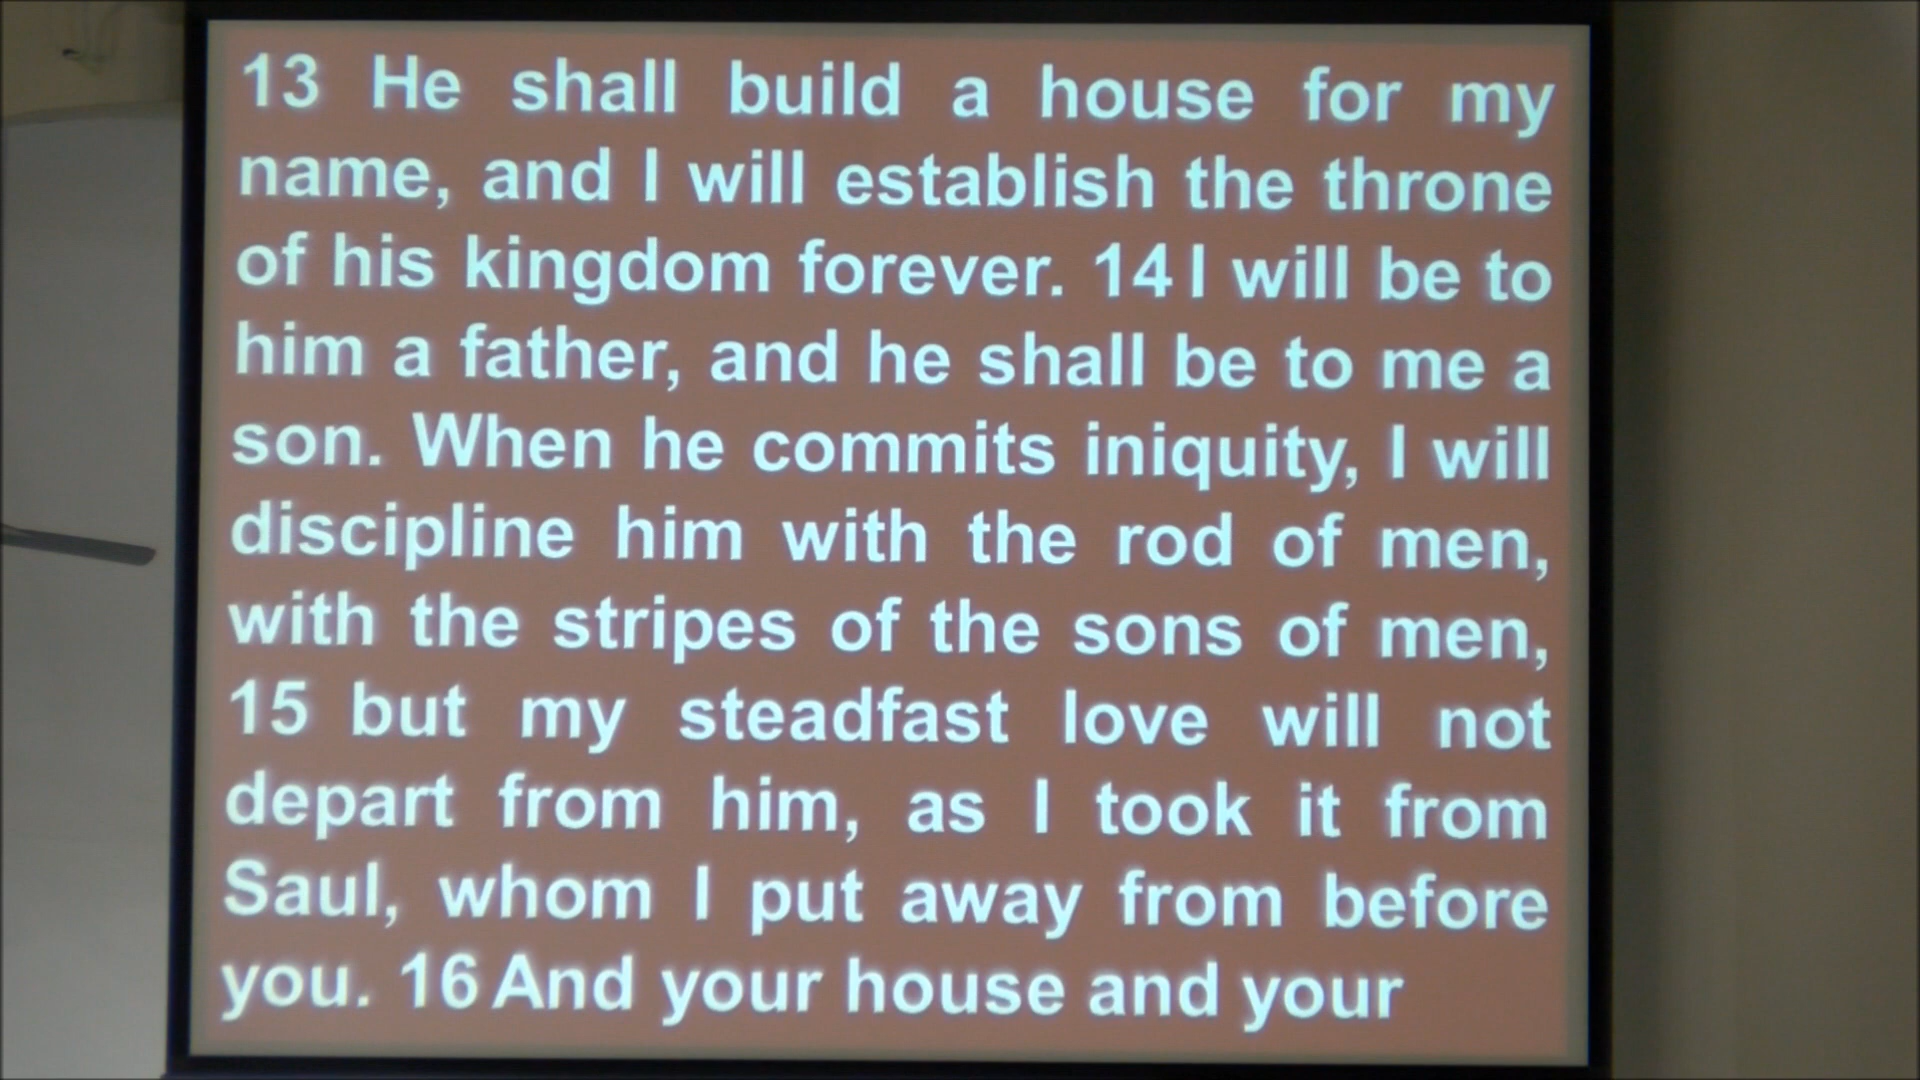 13 He shall build a house for my
name, and I will establish the throne
of his kingdom forever. 14 I will be to
him a father, and he shall be to me a
son. When he commits iniquity, I will
discipline him with the rod of men,
with the stripes of the sons of men,
15 but my steadfast love will not
depart from him, as I took it from
Saul, whom I put away from before
you. 16 And your house and your